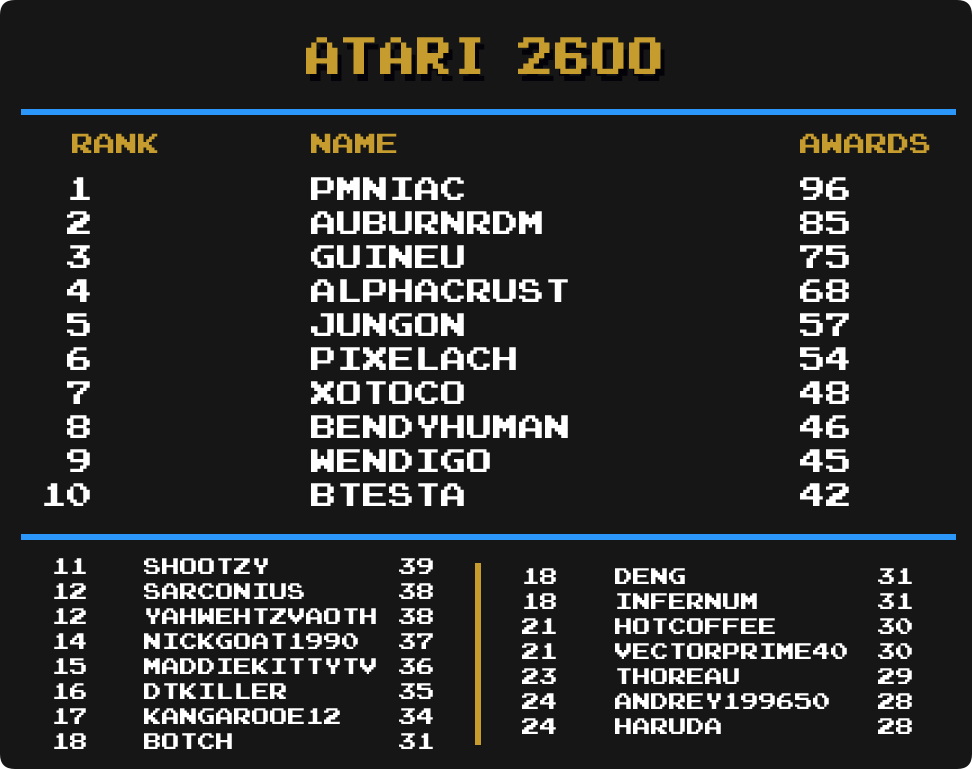 ATARI 2600
RANK NAME AWARDS
1 PMNIAC 96
2 AUBURNRDM 85
3 GUINEU 75
4 ALPHACRUST 68
5 JUNGON 57
6 PIXELACH 54
7 XOTOCO 48
8 BENDYHUMAN 46
9 WENDIGO 45
10 BTESTA 42
11 SHOOTZY 39
12 SARCONIUS 38
12 YAHWEHTZVAOTH 38
14 NICKGOAT1990 37
15 MADDIEKITTYTV 36
16 DTKILLER 35
17 KANGAROOE12 34
18 BOTCH 31
18 DENG 31
18 INFERNUM 31
21 HOTCOFFEE 30
21 VECTORPRIME40 30
23 THOREAU 29
24 ANDREY199650 28
24 HARUDA 28